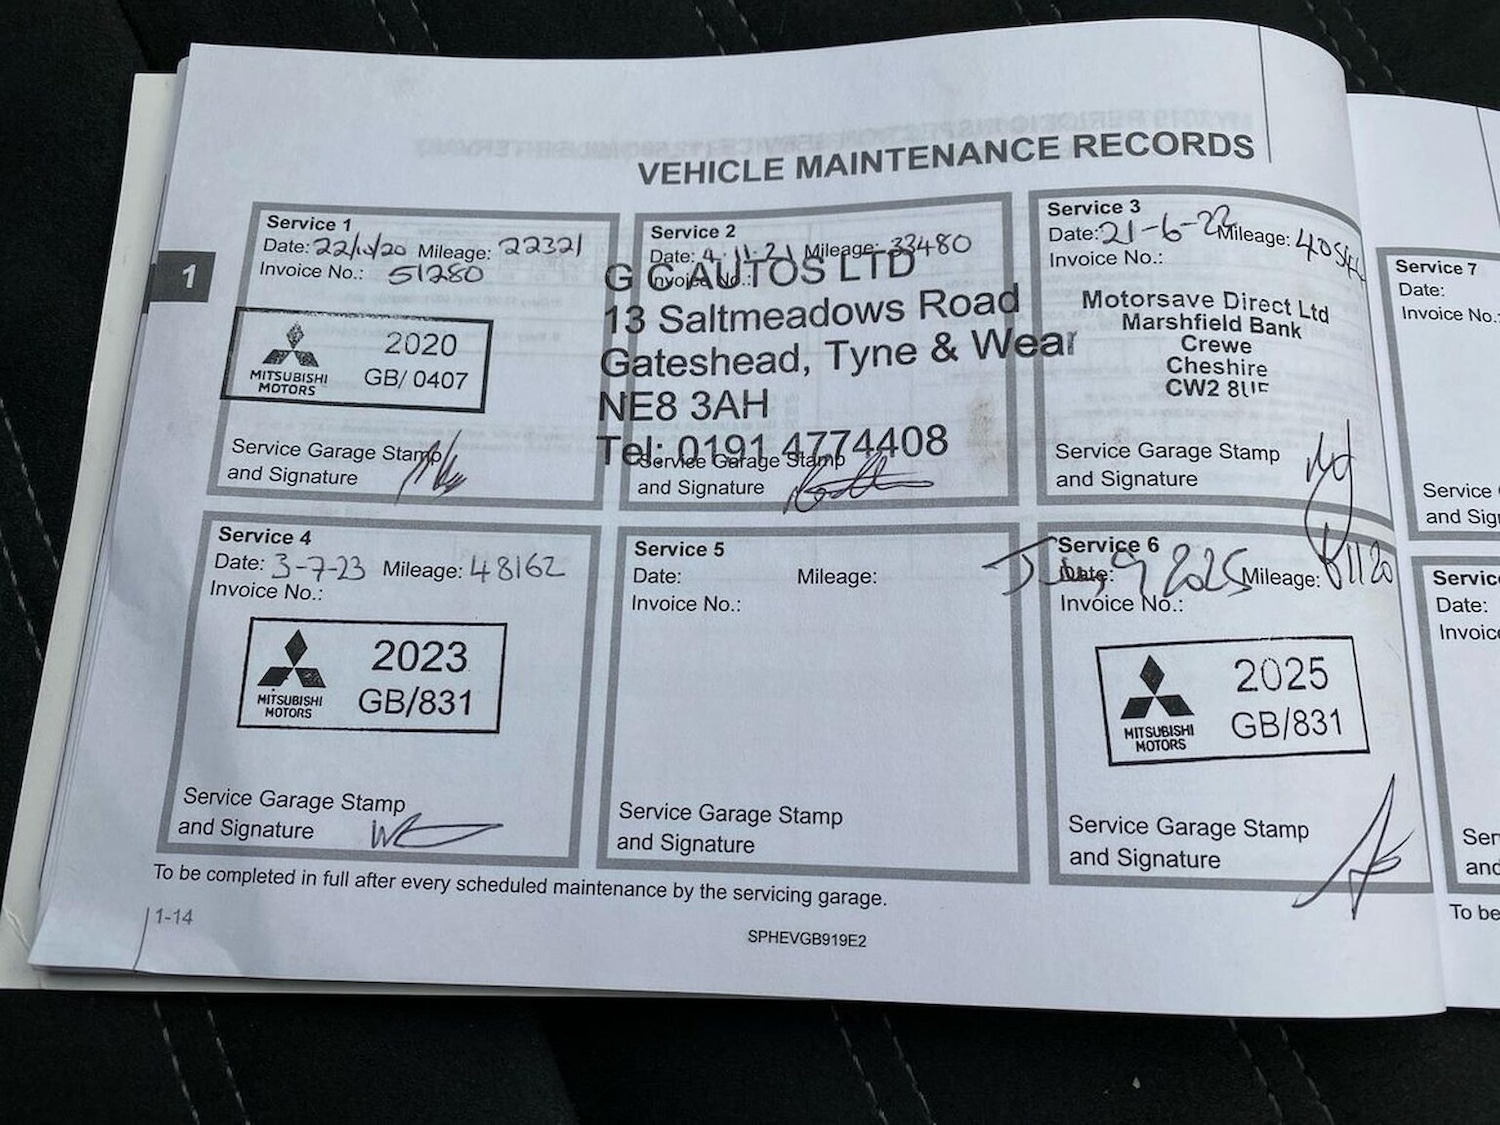 VEHICLE MAINTENANCE RECORDS
1
Service 1
Date: 22/10/20 Mileage: 22321
Invoice No.: 51280
MITSUBISHI
MOTORS
2020
GB/ 0407
Service Garage Stamp
and Signature
Service 2
Date: 4-11-21 Mileage: 33480
Invoice No.:
G C AUTOS LTD
13 Saltmeadows Road
Gateshead, Tyne & Wear
NE8 3AH
Tel: 0191 4774408
Service Garage Stamp
and Signature
Service 3
Date: 21-6-22 Mileage:
Invoice No.:
Motorsave Direct Ltd
Marshfield Bank
Crewe
Cheshire
CW2
Service Garage Stamp
and Signature
Service 4
Date: 3-7-23 Mileage: 48162
Invoice No.:
MITSUBISHI
MOTORS
2023
GB/831
Service Garage Stamp
and Signature
Service 5
Date: Mileage:
Invoice No.:
Service Garage Stamp
and Signature
Service 6
Date: 9 2025 Mileage:
Invoice No.:
MITSUBISHI
MOTORS
2025
GB/831
Service Garage Stamp
and Signature
To be completed in full after every scheduled maintenance by the servicing garage.
1-14
SPHEVGB919E2
Service 7
Date:
Invoice No.:
Service
and
Date:
To be